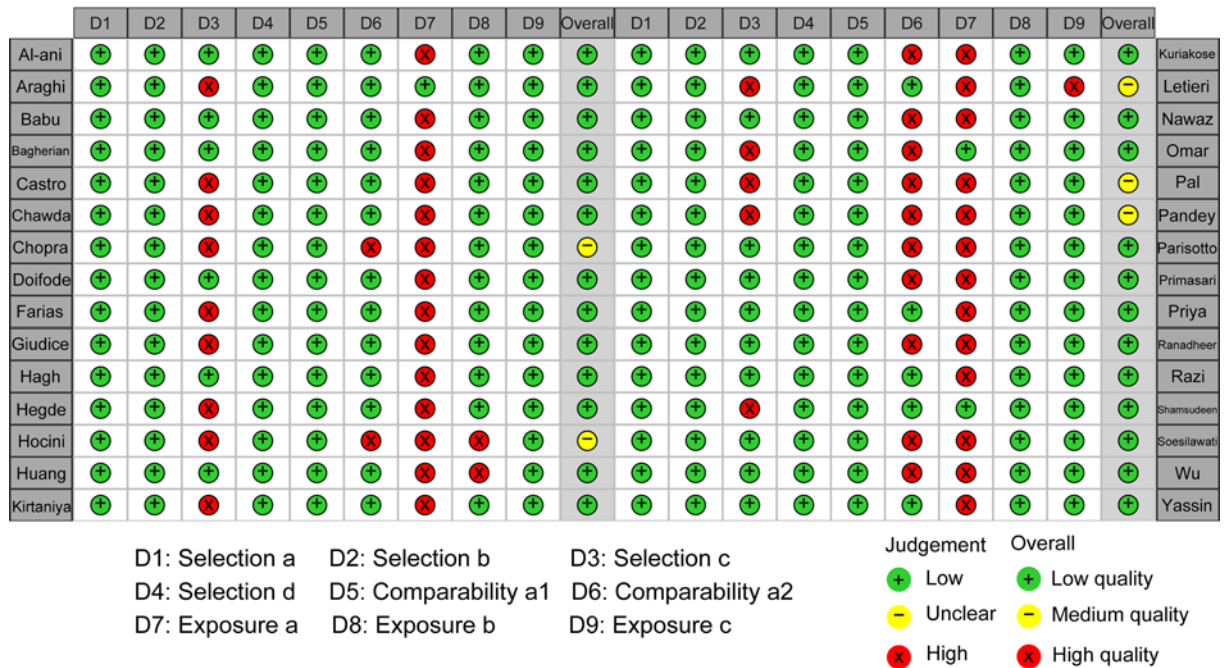 D1 D2 D3 D4 D5 D6 D7 D8 D9 Overall D1 D2 D3 D4 D5 D6 D7 D8 D9 Overall
Al-ani + + + + + + x + + + + + + + + x x + + + Kuriakose
Araghi + + x + + + + + + + + + x + + + x + x − Letieri
Babu + + + + + + x + + + + + + + + x x + + + Nawaz
Bagherian + + + + + + x + + + + + x + + x + + + + Omar
Castro + + x + + + x + + + + + x + + x x + + − Pal
Chawda + + x + + + x + + + + + x + + x x + + − Pandey
Chopra + + x + + x x + + − + + + + + x x + + + Parisotto
Doifode + + + + + + x + + + + + + + + x x + + + Primasari
Farias + + x + + + x + + + + + + + + + x + + + Priya
Giudice + + x + + + x + + + + + + + + x x + + + Ranadheer
Hagh + + + + + + x + + + + + + + + + x + + + Razi
Hegde + + x + + + x + + + + + x + + + + + + + Shamsudeen
Hocini + + x + + x x x + − + + + + + x x + + + Soesilawati
Huang + + + + + + x x + + + + + + + x x + + + Wu
Kirtaniya + + x + + + x + + + + + + + + + x + + + Yassin
D1: Selection a D2: Selection b D3: Selection c
D4: Selection d D5: Comparability a1 D6: Comparability a2
D7: Exposure a D8: Exposure b D9: Exposure c
Judgement Overall
+ Low + Low quality
− Unclear − Medium quality
x High x High quality